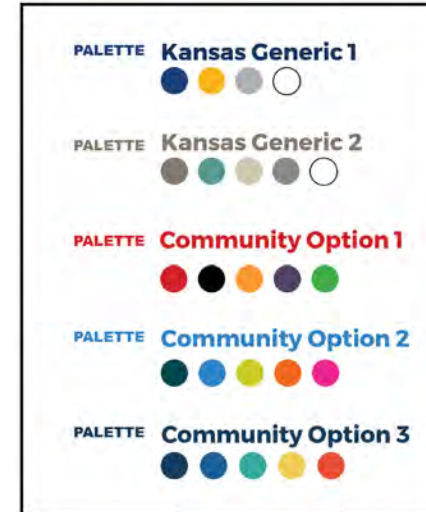 PALETTE Kansas Generic 1
PALETTE Kansas Generic 2
PALETTE Community Option 1
PALETTE Community Option 2
PALETTE Community Option 3